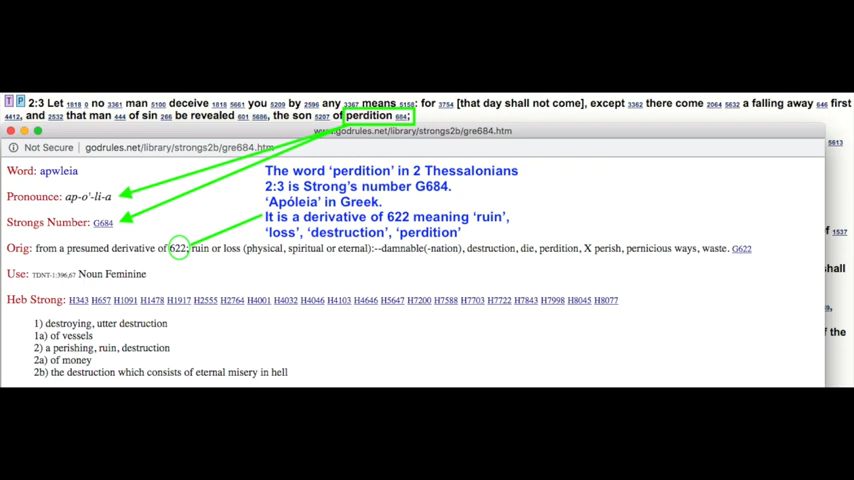 T P 2:3 Let 1818 0 no 3361 man 5100 deceive 1818 5661 you 5209 by 2596 any 3367 means 5158: for 3754 [that day shall not come], except 3362 there come 2064 5632 a falling away 646 first
4412, and 2532 that man 444 of sin 266 be revealed 601 5686, the son 5207 of perdition 684;
www.godrules.net/library/strongs2b/gre684.htm
Not Secure | godrules.net/library/strongs2b/gre684.htm
5613
Word: apwleia
The word 'perdition' in 2 Thessalonians
2:3 is Strong's number G684.
'Apóleia' in Greek.
It is a derivative of 622 meaning 'ruin',
'loss', 'destruction', 'perdition'
Pronounce: ap-o'-li-a
Strongs Number: G684
f 1537
Orig: from a presumed derivative of 622; ruin or loss (physical, spiritual or eternal):--damnable(-nation), destruction, die, perdition, X perish, pernicious ways, waste. G622
hall
Use: TDNT-1:396,67 Noun Feminine
Heb Strong: H343 H657 H1091 H1478 H1917 H2555 H2764 H4001 H4032 H4046 H4103 H4646 H5647 H7200 H7588 H7703 H7722 H7843 H7998 H8045 H8077
1) destroying, utter destruction
1a) of vessels
f the
2) a perishing, ruin, destruction
2a) of money
2b) the destruction which consists of eternal misery in hell